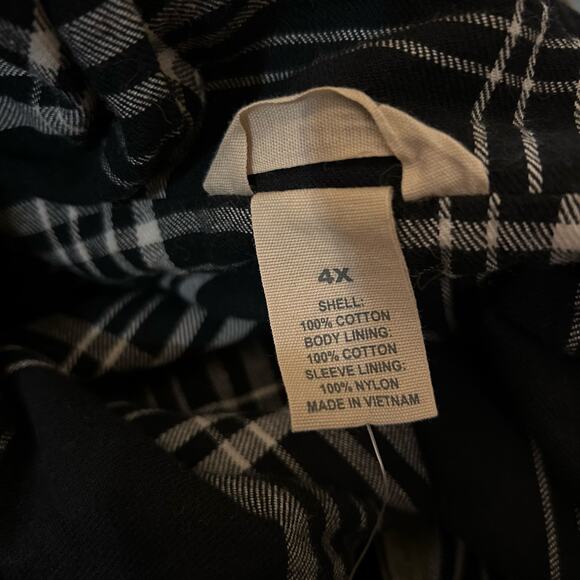 4X
SHELL:
100% COTTON
BODY LINING:
100% COTTON
SLEEVE LINING:
100% NYLON
MADE IN VIETNAM